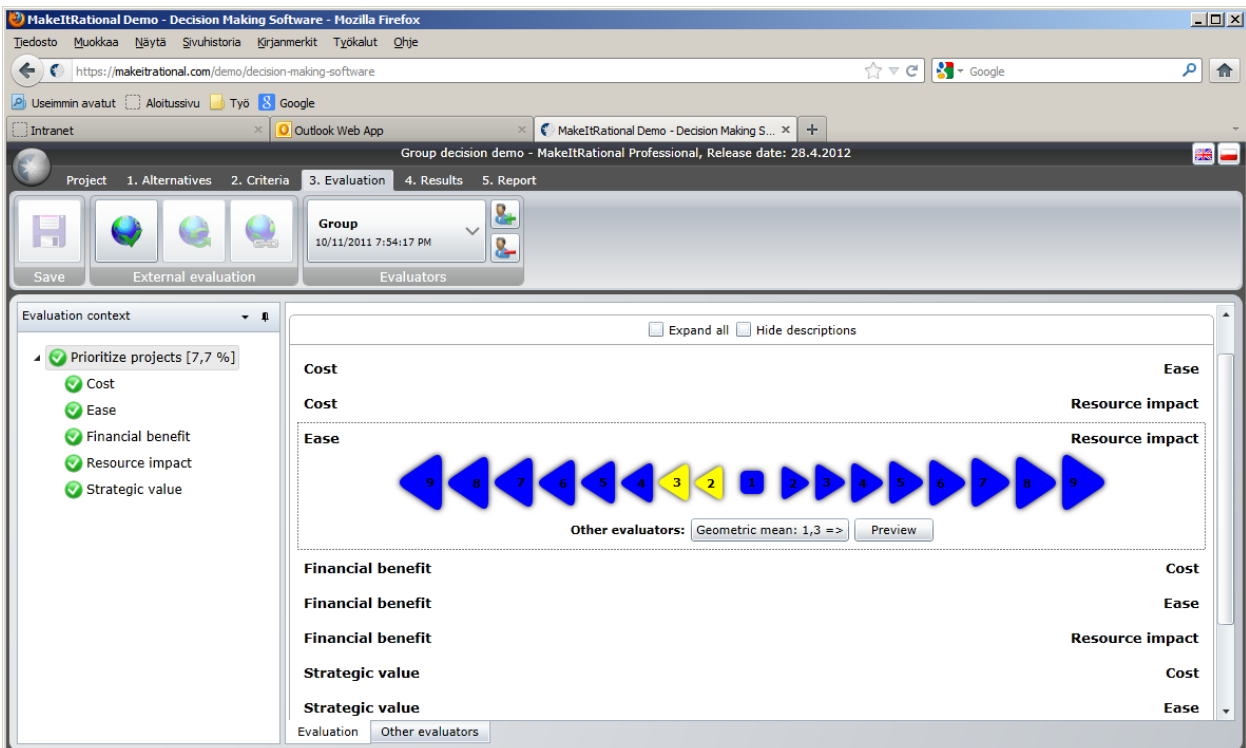 MakeItRational Demo - Decision Making Software - Mozilla Firefox
Tiedosto Muokkaa Näytä Sivuhistoria Kirjanmerkit Työkalut Ohje
https://makeitrational.com/demo/decision-making-software
Google
Useimmin avatut Aloitussivu Työ Google
Intranet Outlook Web App MakeItRational Demo - Decision Making S...
Group decision demo - MakeItRational Professional, Release date: 28.4.2012
Project 1. Alternatives 2. Criteria 3. Evaluation 4. Results 5. Report
Group
10/11/2011 7:54:17 PM
Save External evaluation Evaluators
Evaluation context
Prioritize projects [7,7 %]
Cost
Ease
Financial benefit
Resource impact
Strategic value
Expand all Hide descriptions
Cost Ease
Cost Resource impact
Ease Resource impact
9 8 7 6 5 4 3 2 1 2 3 4 5 6 7 8 9
Other evaluators: Geometric mean: 1,3 => Preview
Financial benefit Cost
Financial benefit Ease
Financial benefit Resource impact
Strategic value Cost
Strategic value Ease
Evaluation Other evaluators